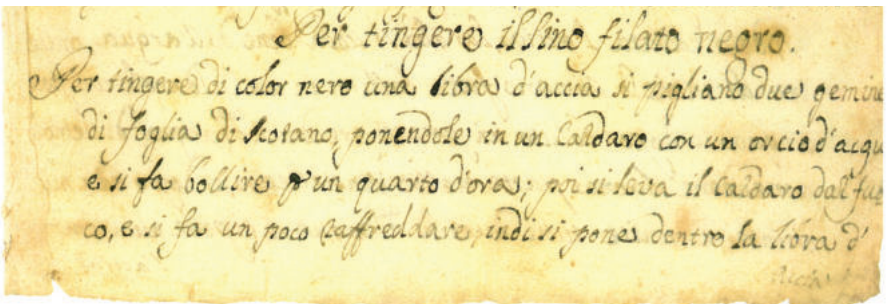 Per tingere il lino filato negro.
Per tingere di color nero una libra d'accia si pigliano due gemine
di foglia di scotano, ponendole in un Caldaro con un orcio d'acqu
e si fa bollire p un quarto d'ora; poi si leva il Caldaro dal fuo
co, e si fa un poco raffreddare, indi si pone dentro la libra d'